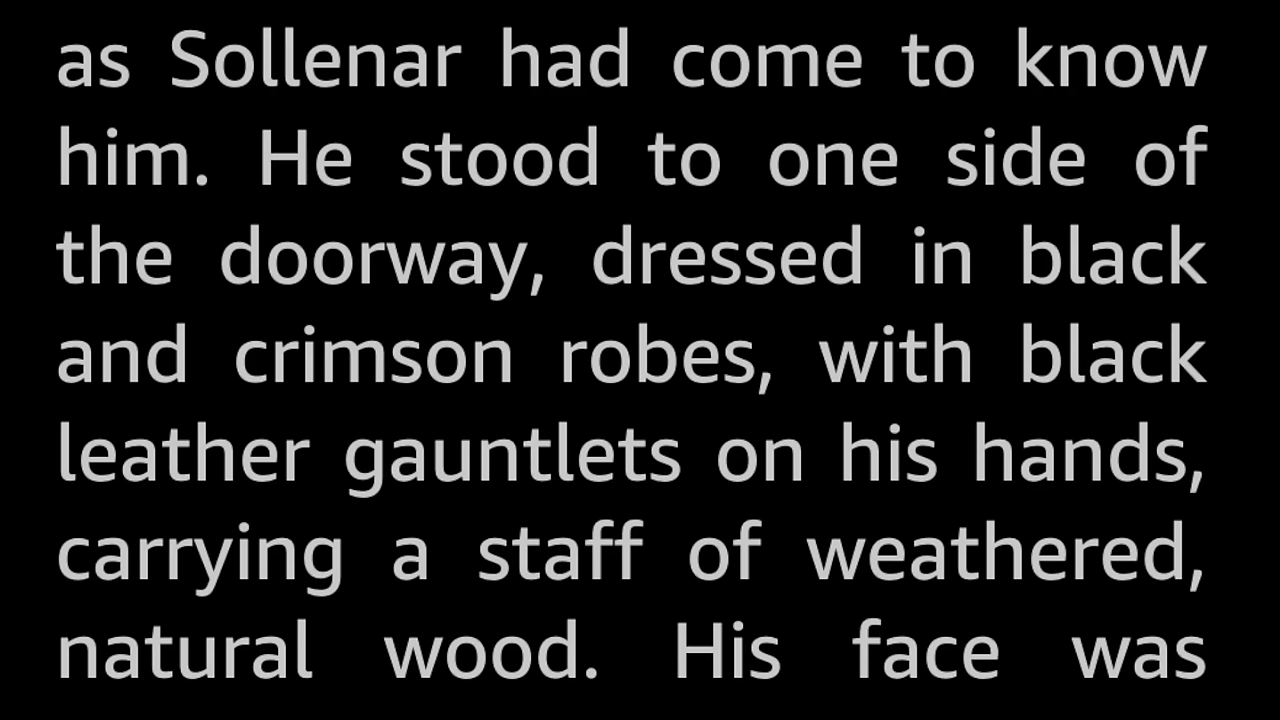 as Sollenar had come to know
him. He stood to one side of
the doorway, dressed in black
and crimson robes, with black
leather gauntlets on his hands,
carrying a staff of weathered,
natural wood. His face was